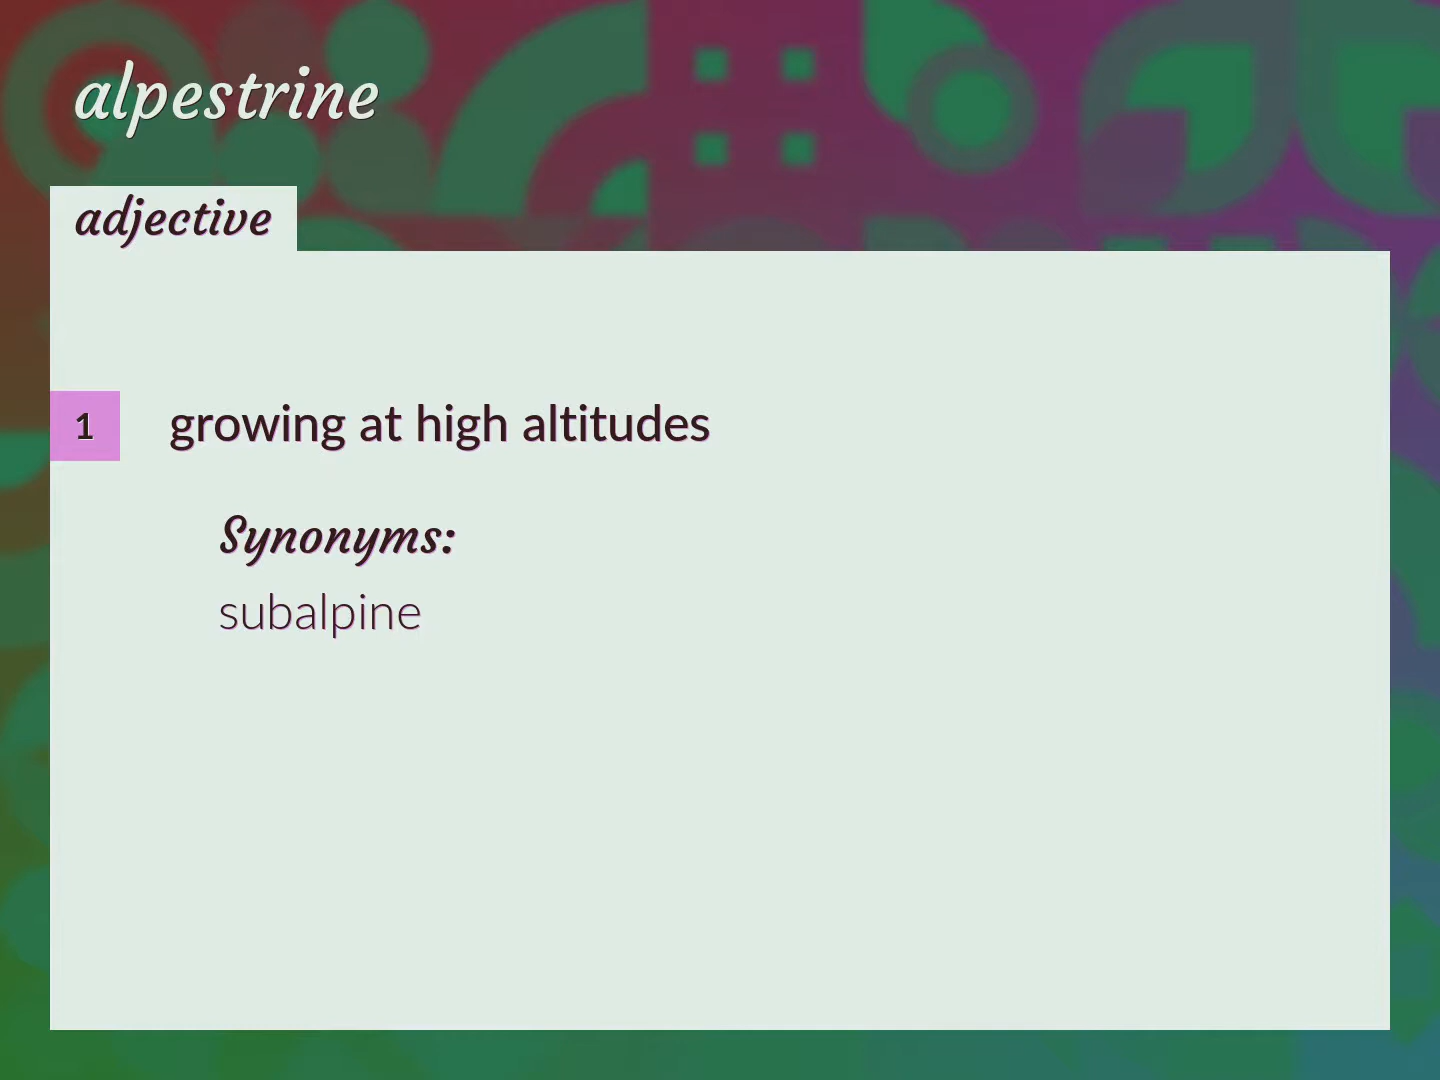 alpestrine
adjective
1 growing at high altitudes
Synonyms:
subalpine